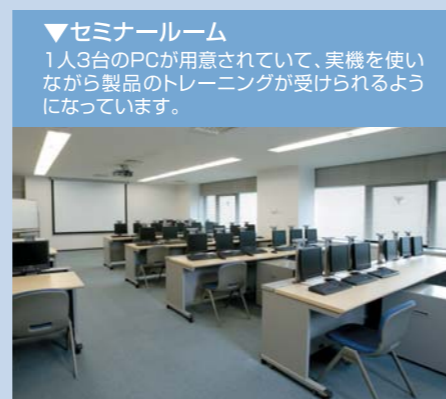 ▼セミナールーム
1人3台のPCが用意されていて、実機を使い
ながら製品のトレーニングが受けられるよう
になっています。